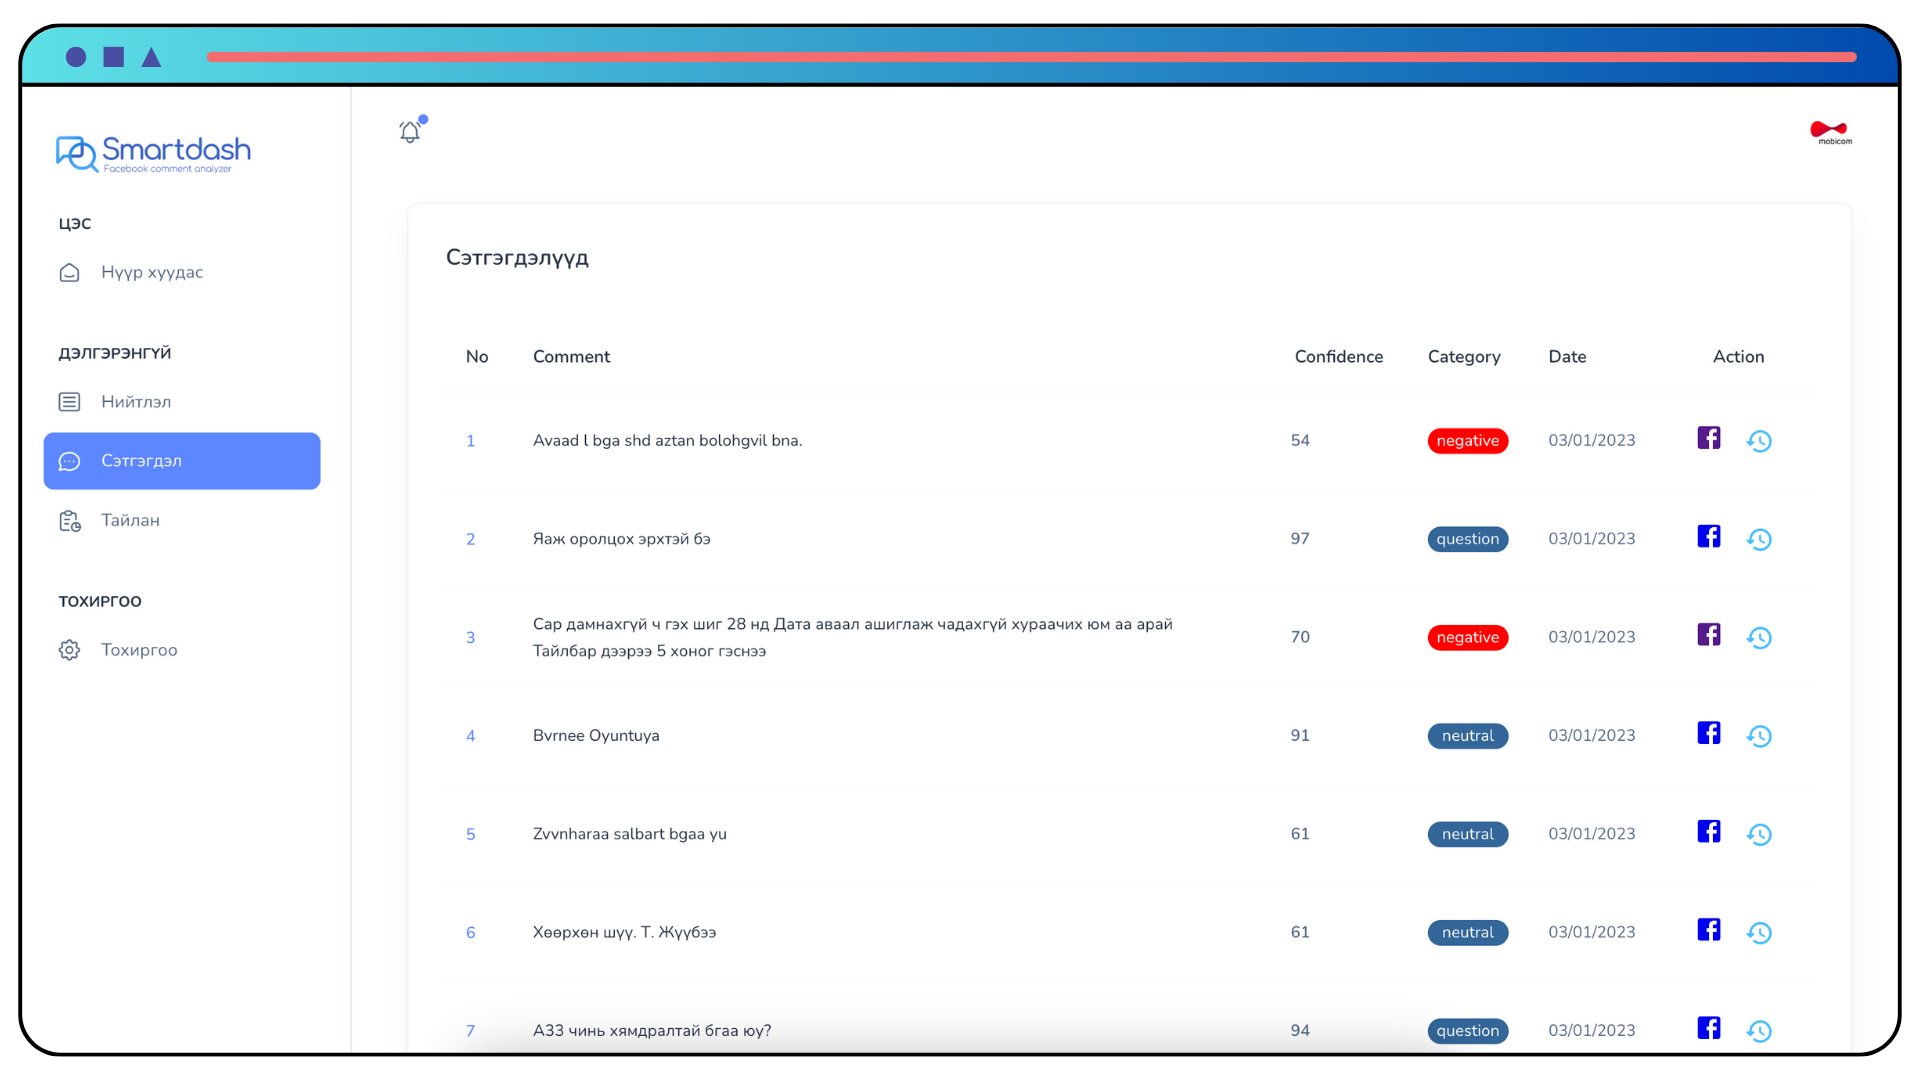 Smartdash
Facebook comment analyzer
mobicom
ЦЭС
Нүүр хуудас
ДЭЛГЭРЭНГҮЙ
Нийтлэл
Сэтгэгдэл
Тайлан
ТОХИРГОО
Тохиргоо
Сэтгэгдэлүүд
No Comment Confidence Category Date Action
1 Avaad l bga shd aztan bolohgvil bna. 54 negative 03/01/2023
2 Яаж оролцох эрхтэй бэ 97 question 03/01/2023
3 Сар дамнахгүй ч гэх шиг 28 нд Дата аваал ашиглаж чадахгүй хураачих юм аа арай 70 negative 03/01/2023
Тайлбар дээрээ 5 хоног гэснээ
4 Bvrnee Oyuntuya 91 neutral 03/01/2023
5 Zvvnharaa salbart bgaa yu 61 neutral 03/01/2023
6 Хөөрхөн шүү. Т. Жүүбээ 61 neutral 03/01/2023
7 А33 чинь хямдралтай бгаа юу? 94 question 03/01/2023